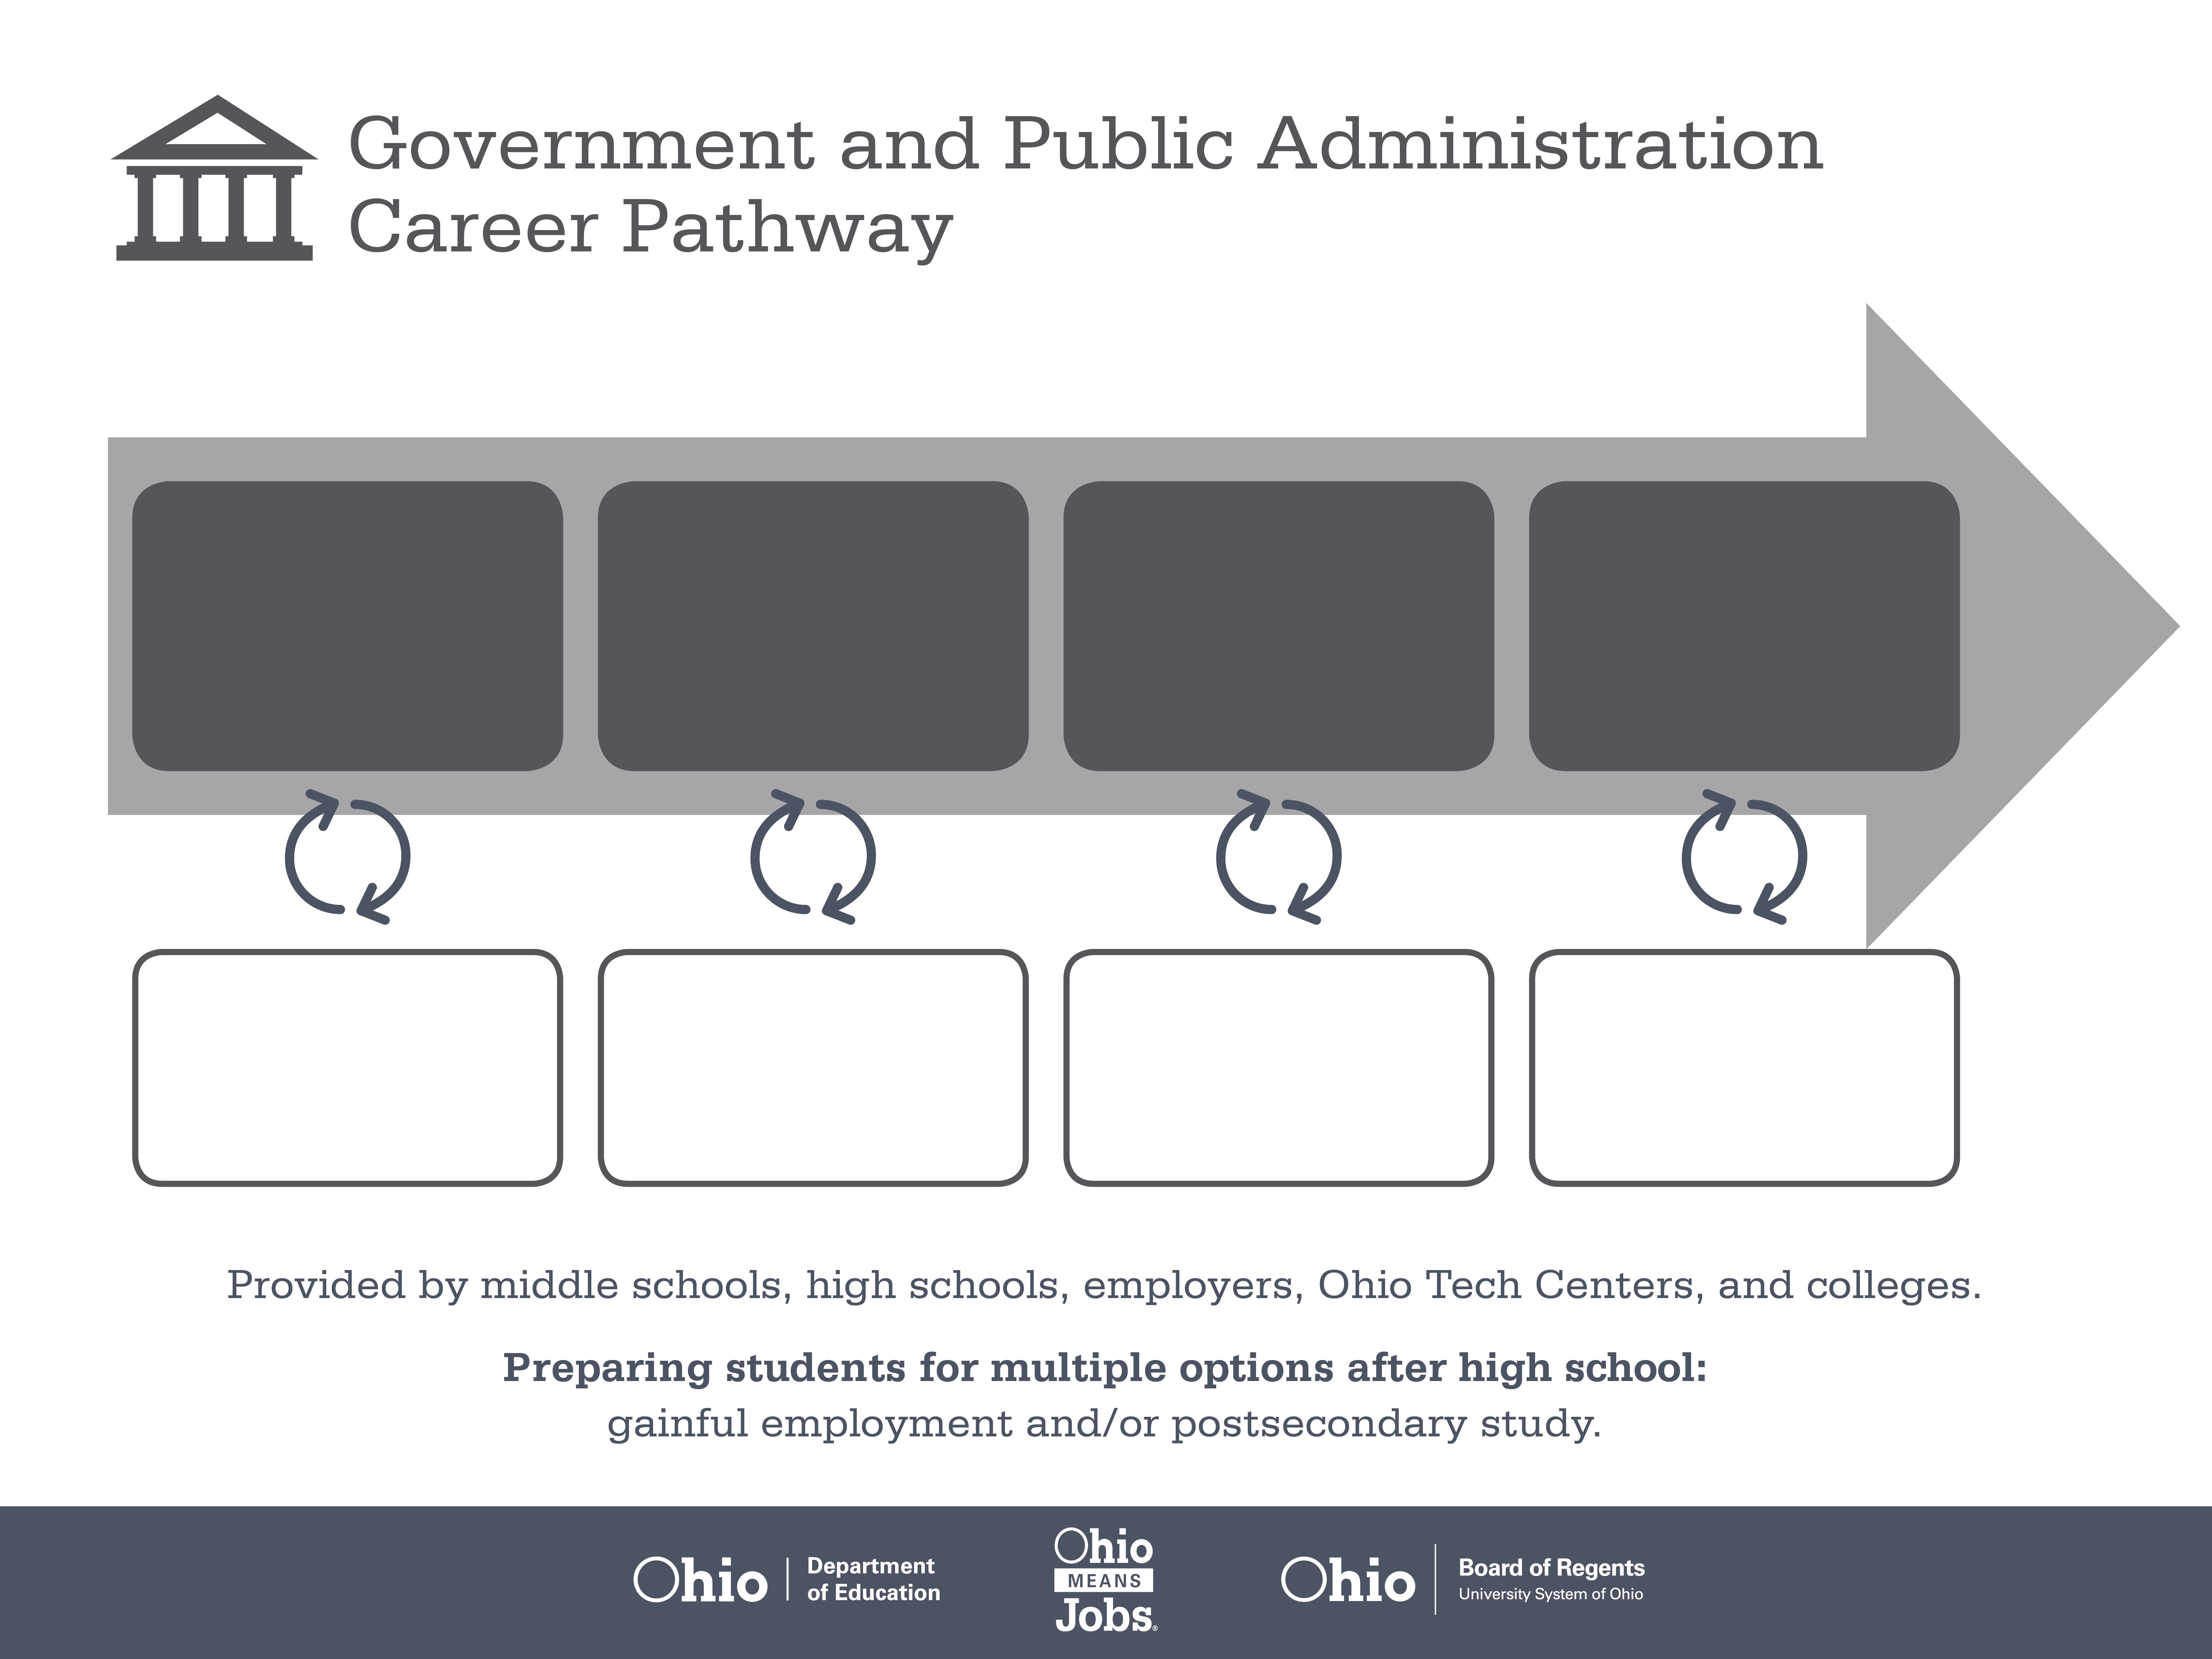 Government and Public Administration
Career Pathway
Provided by middle schools, high schools, employers, Ohio Tech Centers, and colleges.
Preparing students for multiple options after high school:
gainful employment and/or postsecondary study.
Ohio
Department
of Education
Ohio
MEANS
Jobs®
Ohio
Board of Regents
University System of Ohio